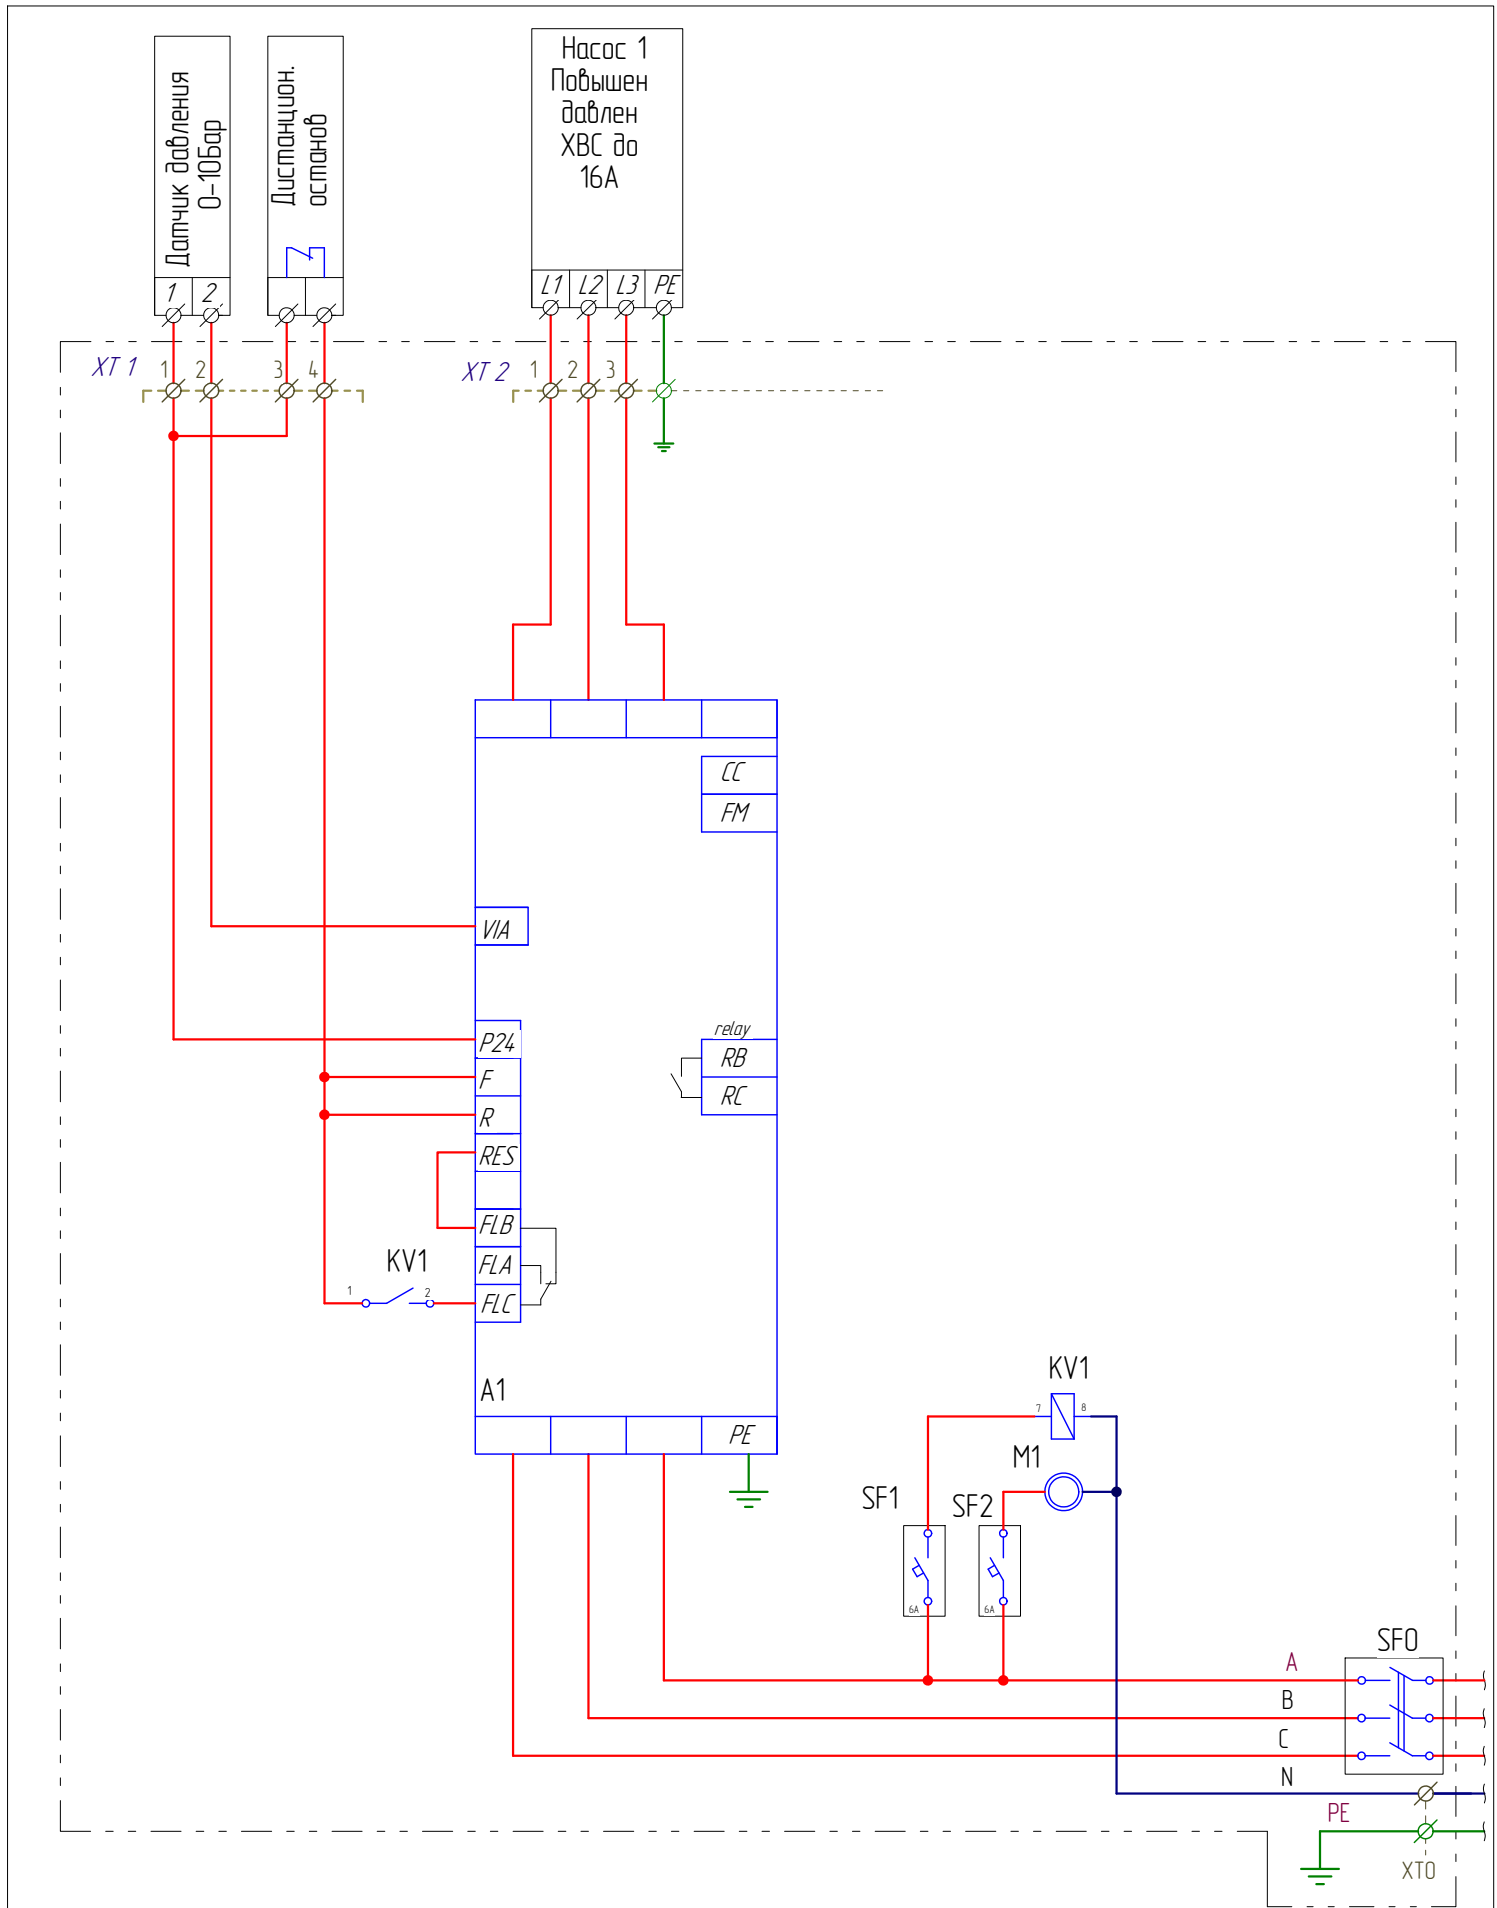 Датчик давления
0-10Бар
Дистанцион.
останов
Насос 1
Повышен
давлен
ХВС до
16А
1
2
L1
L2
L3
PE
XT 1
1
2
3
4
XT 2
1
2
3
CC
FM
VIA
P24
F
R
RES
FLB
FLA
FLC
relay
RB
RC
KV1
1
2
A1
PE
KV1
7
8
M1
SF1
SF2
6A
6A
SF0
A
B
C
N
PE
XT0